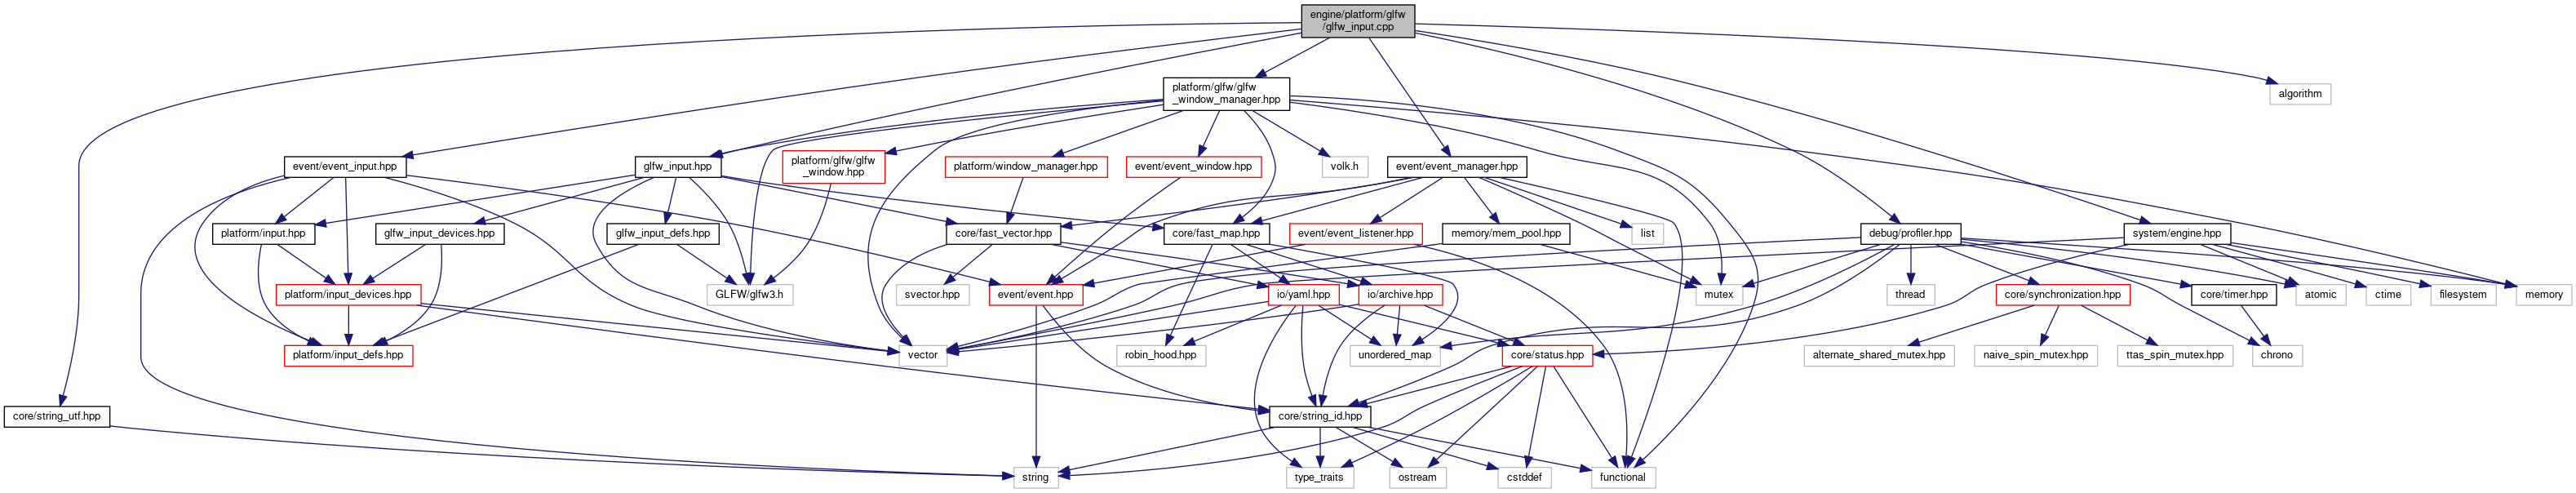 engine/platform/glfw
/glfw_input.cpp
platform/glfw/glfw
_window_manager.hpp
algorithm
event/event_input.hpp
glfw_input.hpp
platform/glfw/glfw
_window.hpp
platform/window_manager.hpp
event/event_window.hpp
volk.h
event/event_manager.hpp
platform/input.hpp
glfw_input_devices.hpp
glfw_input_defs.hpp
core/fast_vector.hpp
core/fast_map.hpp
event/event_listener.hpp
memory/mem_pool.hpp
list
debug/profiler.hpp
system/engine.hpp
platform/input_devices.hpp
GLFW/glfw3.h
svector.hpp
event/event.hpp
io/yaml.hpp
io/archive.hpp
mutex
thread
core/synchronization.hpp
core/timer.hpp
atomic
ctime
filesystem
memory
platform/input_defs.hpp
vector
robin_hood.hpp
unordered_map
core/status.hpp
alternate_shared_mutex.hpp
naive_spin_mutex.hpp
ttas_spin_mutex.hpp
chrono
core/string_utf.hpp
core/string_id.hpp
string
type_traits
ostream
cstddef
functional